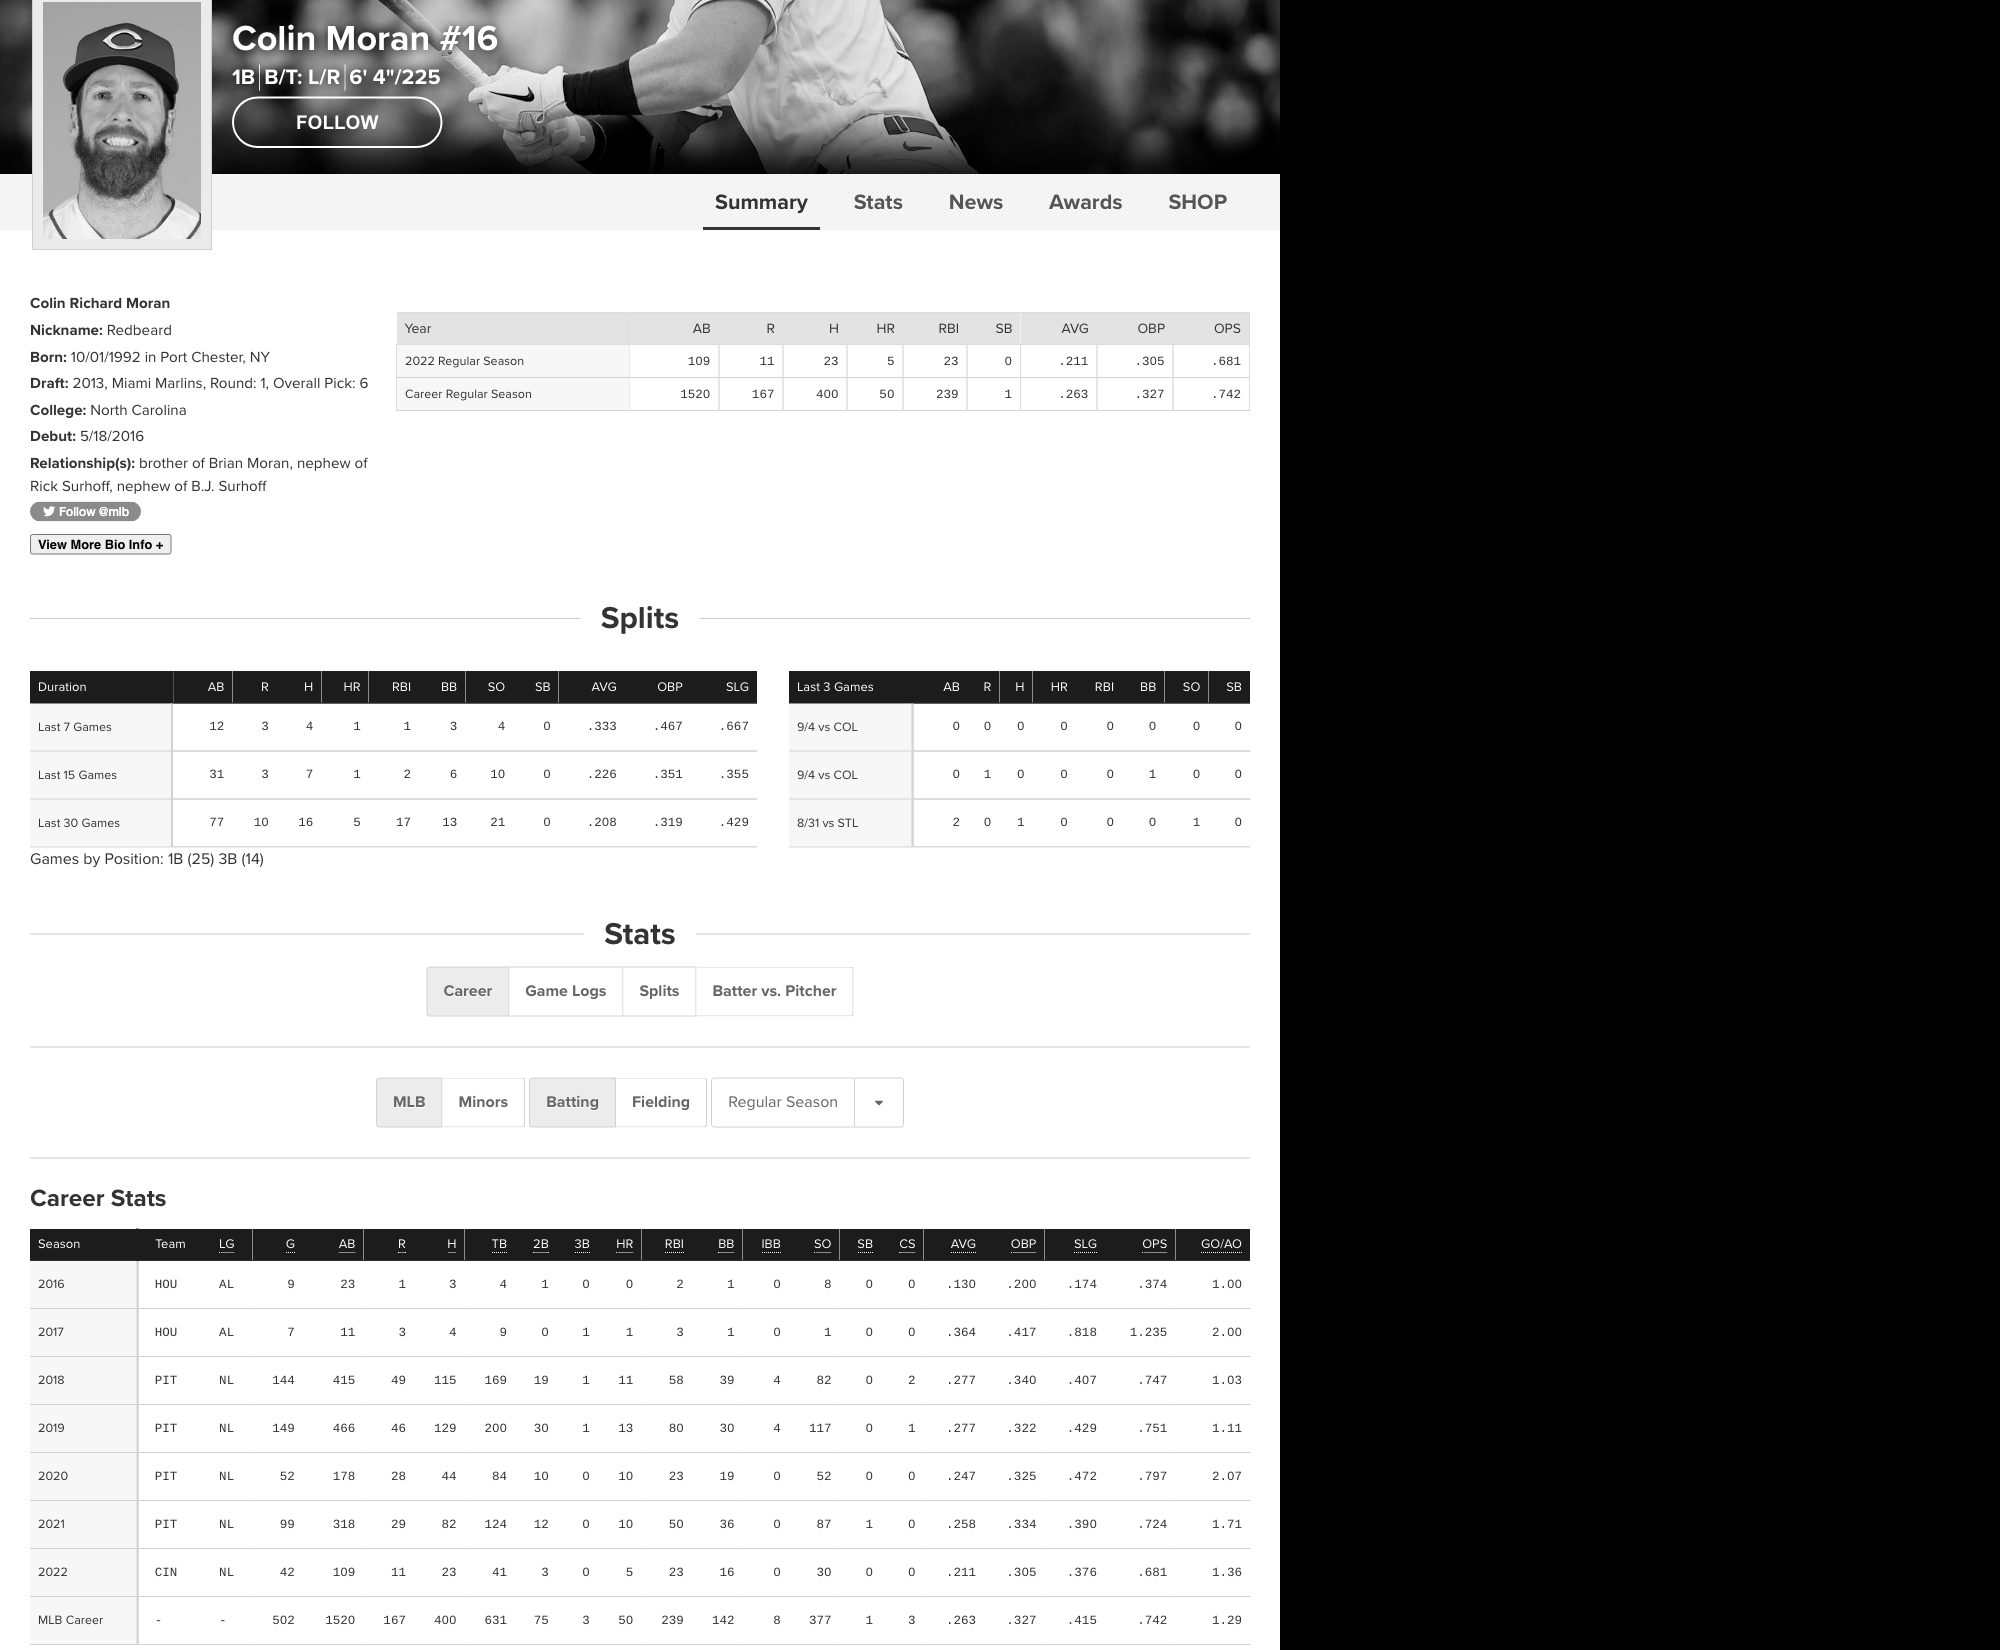 Colin Moran #16
1B B/T: L/R 6' 4"/225
FOLLOW
Summary Stats News Awards SHOP
Colin Richard Moran
Nickname: Redbeard
Born: 10/01/1992 in Port Chester, NY
Draft: 2013, Miami Marlins, Round: 1, Overall Pick: 6
College: North Carolina
Debut: 5/18/2016
Relationship(s): brother of Brian Moran, nephew of
Rick Surhoff, nephew of B.J. Surhoff
Follow @mlb
View More Bio Info +
Year AB R H HR RBI SB AVG OBP OPS
2022 Regular Season 109 11 23 5 23 0 .211 .305 .681
Career Regular Season 1520 167 400 50 239 1 .263 .327 .742
Splits
Duration AB R H HR RBI BB SO SB AVG OBP SLG
Last 7 Games 12 3 4 1 1 3 4 0 .333 .467 .667
Last 15 Games 31 3 7 1 2 6 10 0 .226 .351 .355
Last 30 Games 77 10 16 5 17 13 21 0 .208 .319 .429
Games by Position: 1B (25) 3B (14)
Last 3 Games AB R H HR RBI BB SO SB
9/4 vs COL 0 0 0 0 0 0 0 0
9/4 vs COL 0 1 0 0 0 1 0 0
8/31 vs STL 2 0 1 0 0 0 1 0
Stats
Career Game Logs Splits Batter vs. Pitcher
MLB Minors Batting Fielding Regular Season
Career Stats
Season Team LG G AB R H TB 2B 3B HR RBI BB IBB SO SB CS AVG OBP SLG OPS GO/AO
2016 HOU AL 9 23 1 3 4 1 0 0 2 1 0 8 0 0 .130 .200 .174 .374 1.00
2017 HOU AL 7 11 3 4 9 0 1 1 3 1 0 1 0 0 .364 .417 .818 1.235 2.00
2018 PIT NL 144 415 49 115 169 19 1 11 58 39 4 82 0 2 .277 .340 .407 .747 1.03
2019 PIT NL 149 466 46 129 200 30 1 13 80 30 4 117 0 1 .277 .322 .429 .751 1.11
2020 PIT NL 52 178 28 44 84 10 0 10 23 19 0 52 0 0 .247 .325 .472 .797 2.07
2021 PIT NL 99 318 29 82 124 12 0 10 50 36 0 87 1 0 .258 .334 .390 .724 1.71
2022 CIN NL 42 109 11 23 41 3 0 5 23 16 0 30 0 0 .211 .305 .376 .681 1.36
MLB Career - - 502 1520 167 400 631 75 3 50 239 142 8 377 1 3 .263 .327 .415 .742 1.29